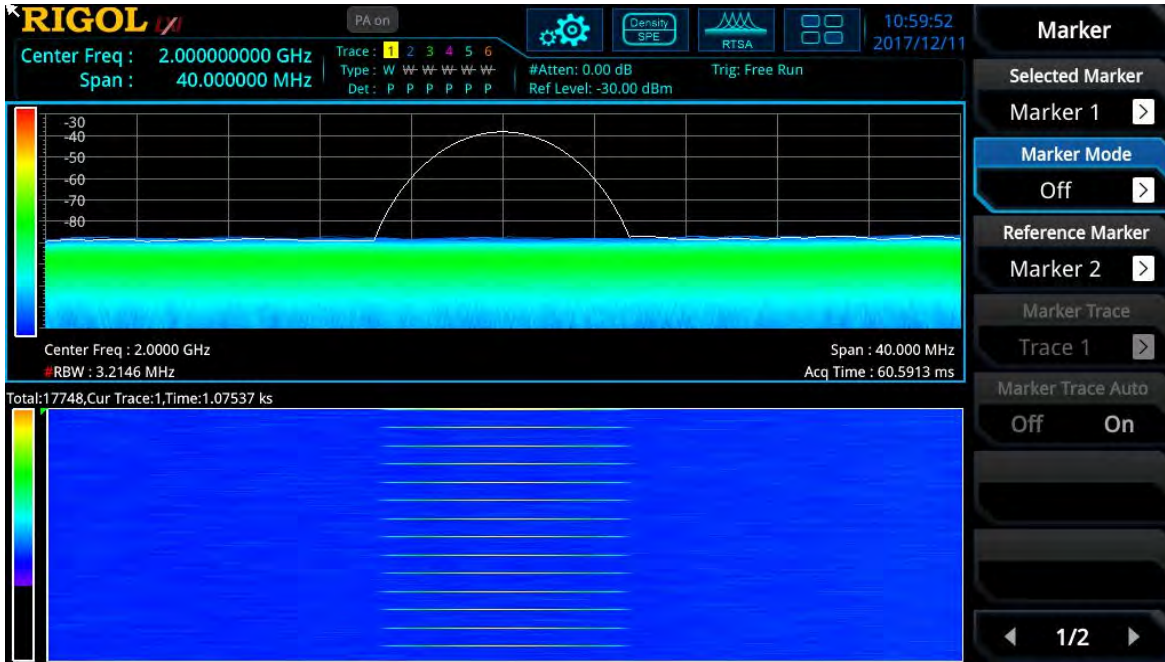 RIGOL
PA on
Density
SPE
RTSA
10:59:52
2017/12/11
Center Freq : 2.000000000 GHz
Span : 40.000000 MHz
Trace : 1 2 3 4 5 6
Type : W W W W W W
Det : P P P P P P
#Atten: 0.00 dB
Trig: Free Run
Ref Level: -30.00 dBm
-30
-40
-50
-60
-70
-80
Center Freq : 2.0000 GHz
Span : 40.000 MHz
#RBW : 3.2146 MHz
Acq Time : 60.5913 ms
Total:17748,Cur Trace:1,Time:1.07537 ks
Marker
Selected Marker
Marker 1
Marker Mode
Off
Reference Marker
Marker 2
Marker Trace
Trace 1
Marker Trace Auto
Off On
1/2